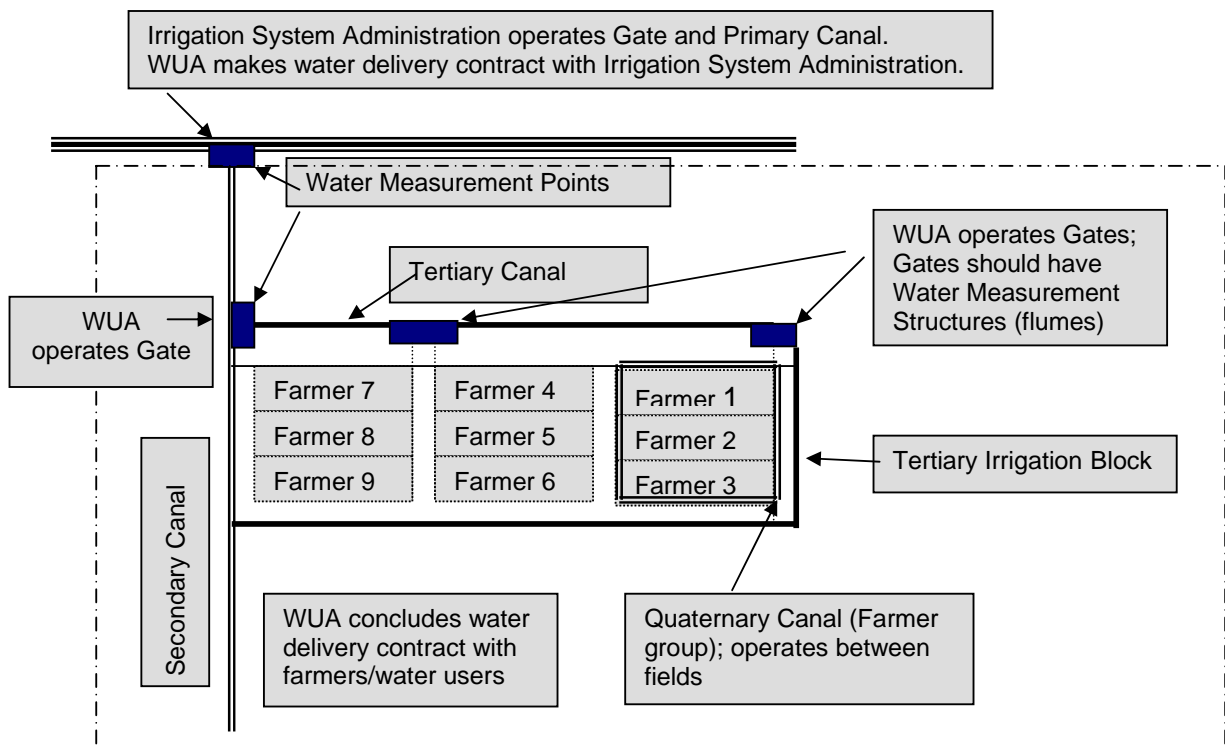 Irrigation System Administration operates Gate and Primary Canal.
WUA makes water delivery contract with Irrigation System Administration.
Water Measurement Points
WUA operates Gates;
Gates should have
Water Measurement
Structures (flumes)
Tertiary Canal
WUA
operates Gate
Farmer 7
Farmer 4
Farmer 1
Farmer 8
Farmer 5
Farmer 2
Farmer 9
Farmer 6
Farmer 3
Tertiary Irrigation Block
Secondary Canal
WUA concludes water
delivery contract with
farmers/water users
Quaternary Canal (Farmer
group); operates between
fields